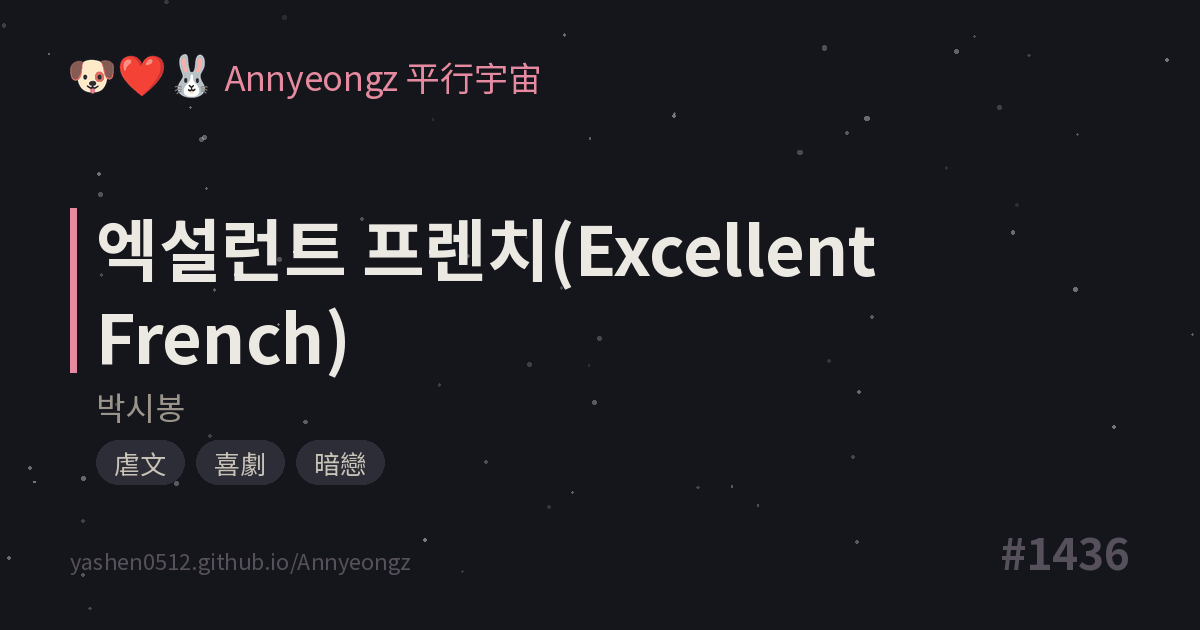 🐶❤️🐰 Annyeongz 平行宇宙
엑설런트 프렌치(Excellent
French)
박시봉
虐文 喜劇 暗戀
yashen0512.github.io/Annyeongz
#1436